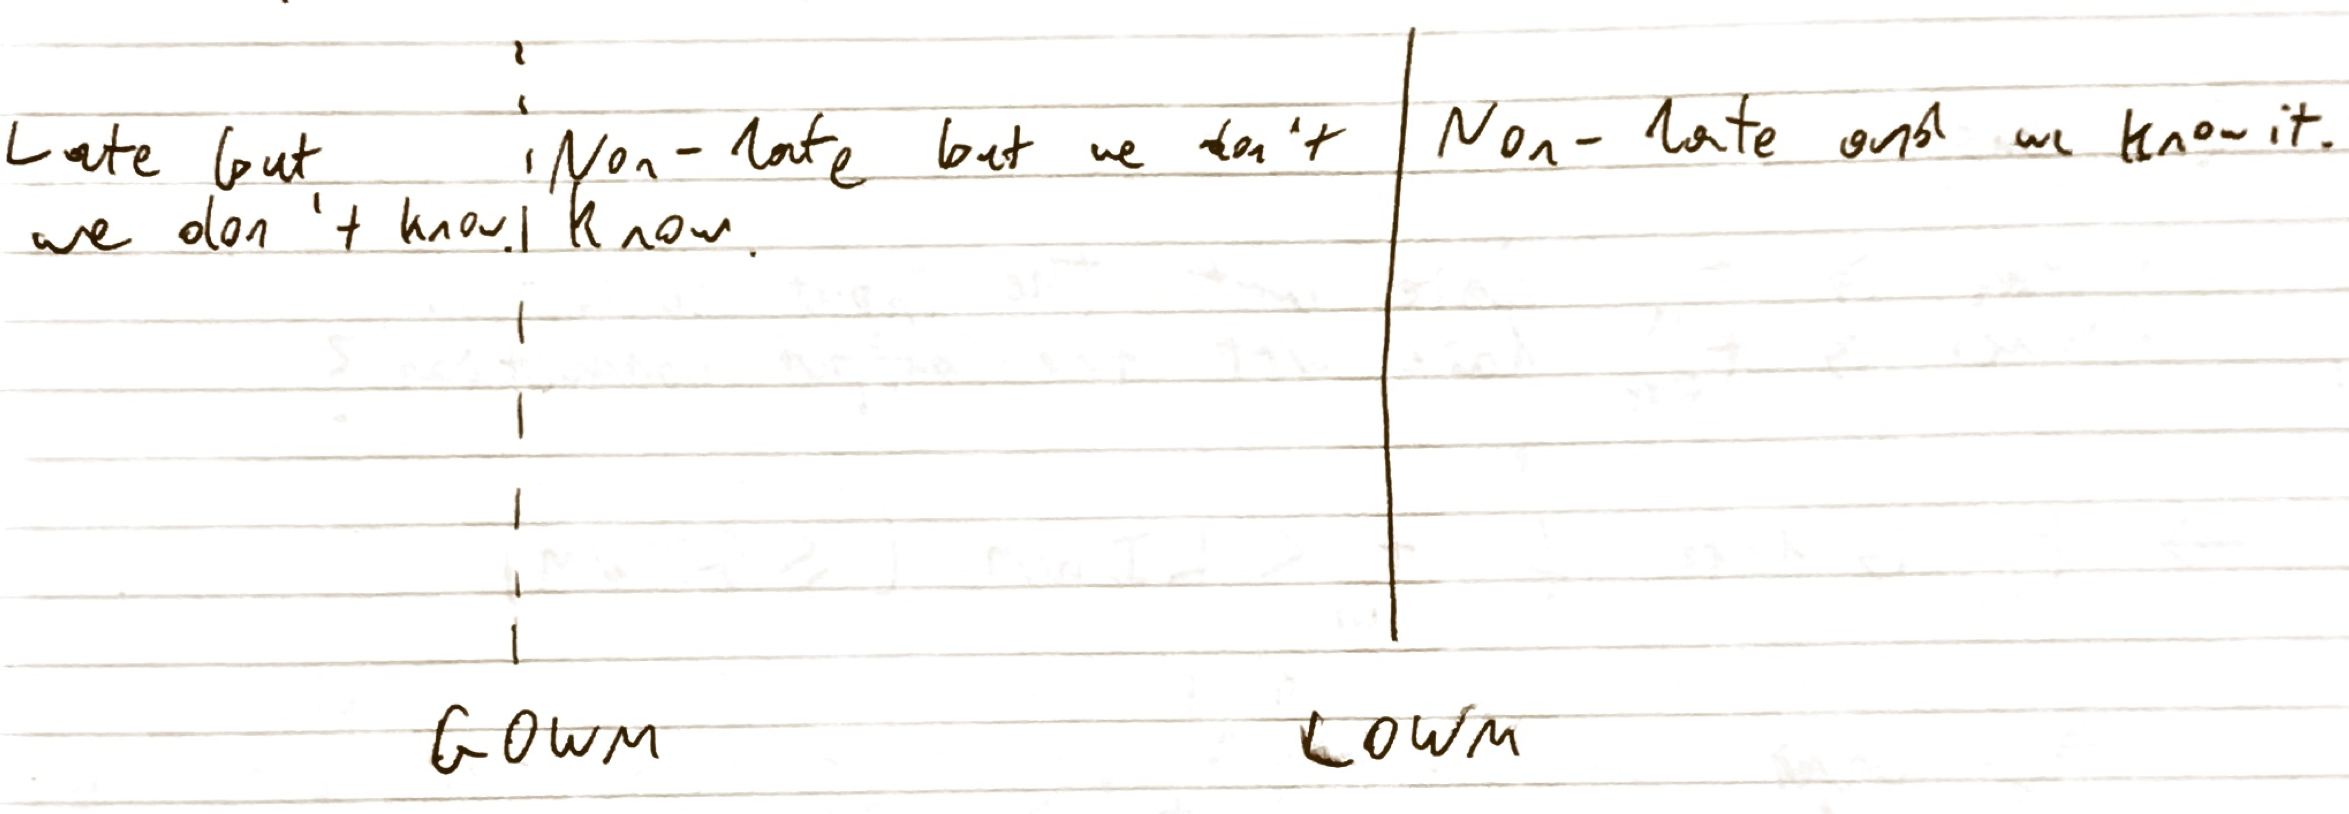 Late but
we don't know.
Non-late but we don't
know.
Non-late and we know it.
GOWM
LOWM